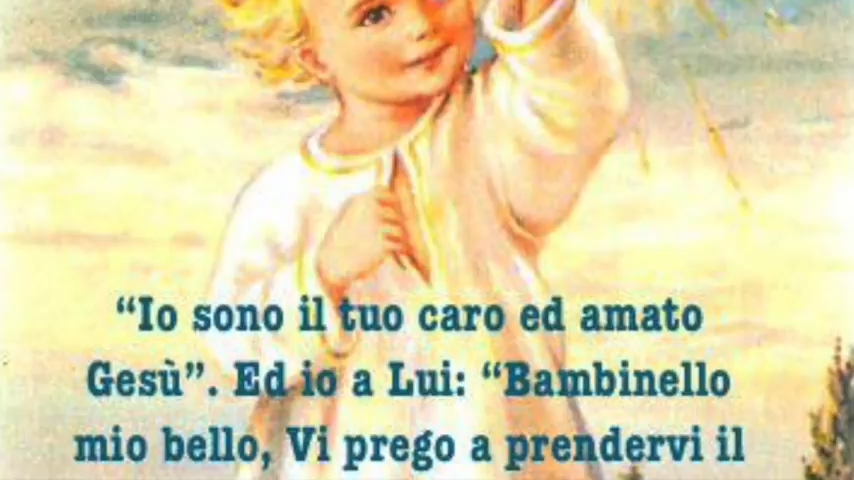 “Io sono il tuo caro ed amato
Gesù”. Ed io a Lui: “Bambinello
mio bello, Vi prego a prendervi il